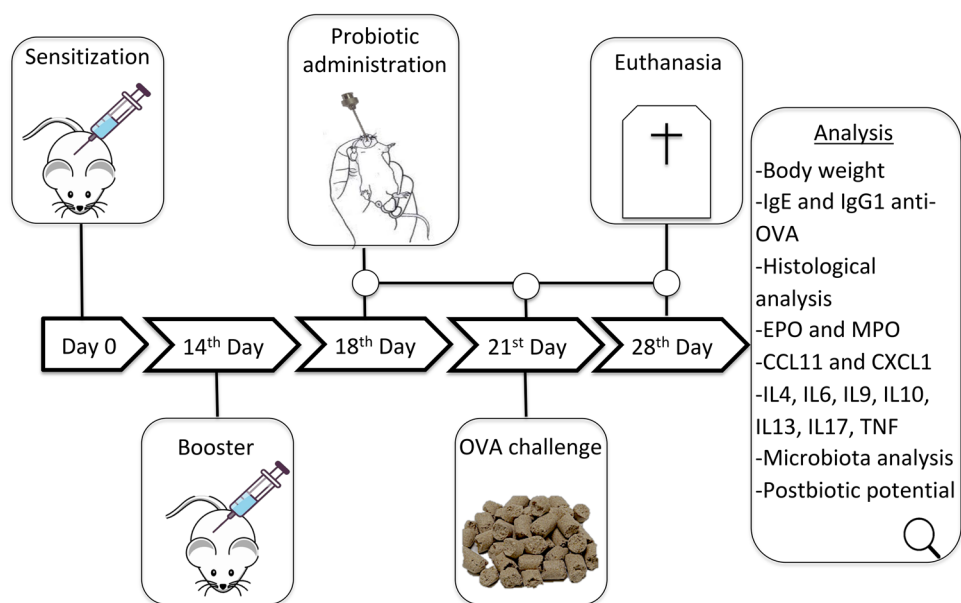 Sensitization
Probiotic
administration
Euthanasia
Day 0
14th Day
18th Day
21st Day
28th Day
Booster
OVA challenge
Analysis
-Body weight
-IgE and IgG1 anti-
OVA
-Histological
analysis
-EPO and MPO
-CCL11 and CXCL1
-IL4, IL6, IL9, IL10,
IL13, IL17, TNF
-Microbiota analysis
-Postbiotic potential